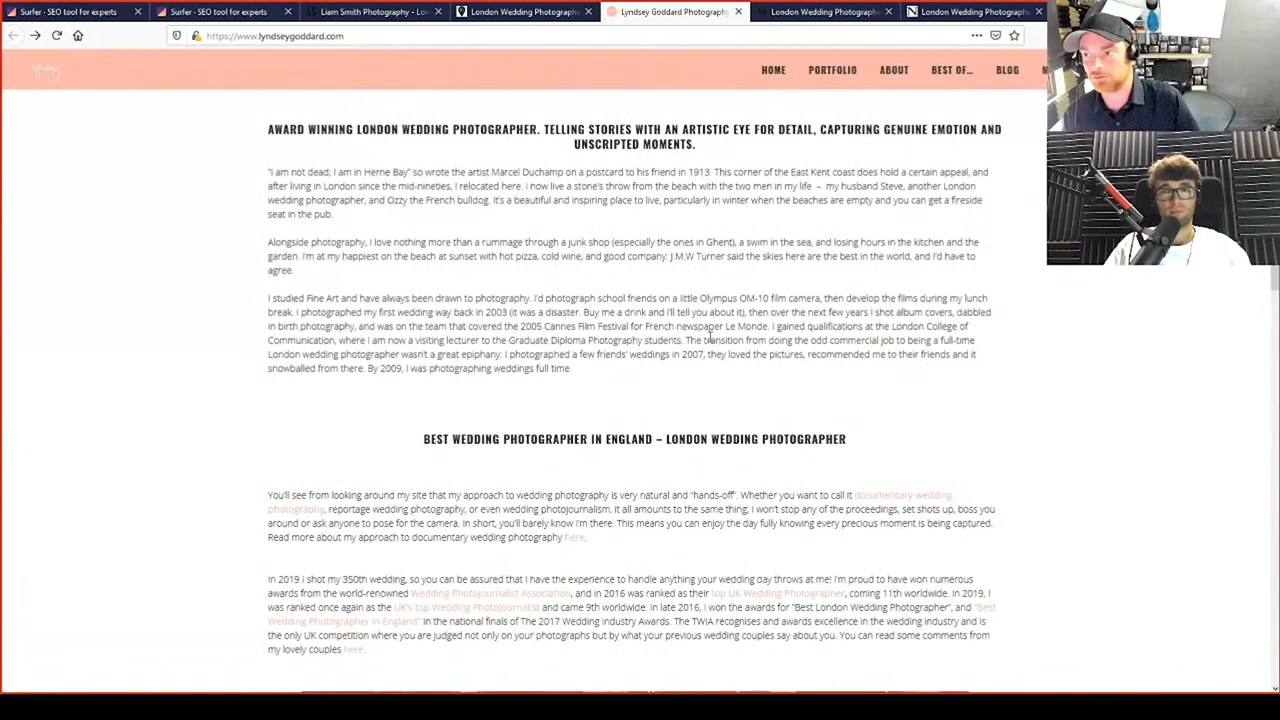 Surfer - SEO tool for experts
Surfer - SEO tool for experts
Liam Smith Photography - Lon
London Wedding Photographe
Lyndsey Goddard Photography
London Wedding Photographe
London Wedding Photographe
https://www.lyndseygoddard.com
HOME PORTFOLIO ABOUT BEST OF... BLOG
AWARD WINNING LONDON WEDDING PHOTOGRAPHER. TELLING STORIES WITH AN ARTISTIC EYE FOR DETAIL, CAPTURING GENUINE EMOTION AND
UNSCRIPTED MOMENTS.
"I am not dead; I am in Herne Bay" so wrote the artist Marcel Duchamp on a postcard to his friend in 1913. This corner of the East Kent coast does hold a certain appeal, and
after living in London since the mid-nineties, I relocated here. I now live a stone's throw from the beach with the two men in my life – my husband Steve, another London
wedding photographer, and Ozzy the French bulldog. It's a beautiful and inspiring place to live, particularly in winter when the beaches are empty and you can get a fireside
seat in the pub.
Alongside photography, I love nothing more than a rummage through a junk shop (especially the ones in Ghent), a swim in the sea, and losing hours in the kitchen and the
garden. I'm at my happiest on the beach at sunset with hot pizza, cold wine, and good company: J.M.W Turner said the skies here are the best in the world, and I'd have to
agree.
I studied Fine Art and have always been drawn to photography. I'd photograph school friends on a little Olympus OM-10 film camera, then develop the films during my lunch
break. I photographed my first wedding way back in 2003 (it was a disaster. Buy me a drink and I'll tell you about it), then over the next few years I shot album covers, dabbled
in birth photography, and was on the team that covered the 2005 Cannes Film Festival for French newspaper Le Monde. I gained qualifications at the London College of
Communication, where I am now a visiting lecturer to the Graduate Diploma Photography students. The transition from doing the odd commercial job to being a full-time
London wedding photographer wasn't a great epiphany: I photographed a few friends' weddings in 2007, they loved the pictures, recommended me to their friends and it
snowballed from there. By 2009, I was photographing weddings full time.
BEST WEDDING PHOTOGRAPHER IN ENGLAND – LONDON WEDDING PHOTOGRAPHER
You'll see from looking around my site that my approach to wedding photography is very natural and "hands-off". Whether you want to call it documentary wedding
photography, reportage wedding photography, or even wedding photojournalism, it all amounts to the same thing; I won't stop any of the proceedings, set shots up, boss you
around or ask anyone to pose for the camera. In short, you'll barely know I'm there. This means you can enjoy the day fully knowing every precious moment is being captured.
Read more about my approach to documentary wedding photography here.
In 2019 I shot my 350th wedding, so you can be assured that I have the experience to handle anything your wedding day throws at me! I'm proud to have won numerous
awards from the world-renowned Wedding Photojournalist Association, and in 2016 was ranked as their top UK Wedding Photographer, coming 11th worldwide. In 2019, I
was ranked once again as the UK's top Wedding Photojournalist and came 9th worldwide. In late 2016, I won the awards for "Best London Wedding Photographer", and "Best
Wedding Photographer in England" in the national finals of The 2017 Wedding Industry Awards. The TWIA recognises and awards excellence in the wedding industry and is
the only UK competition where you are judged not only on your photographs but by what your previous wedding couples say about you. You can read some comments from
my lovely couples here.